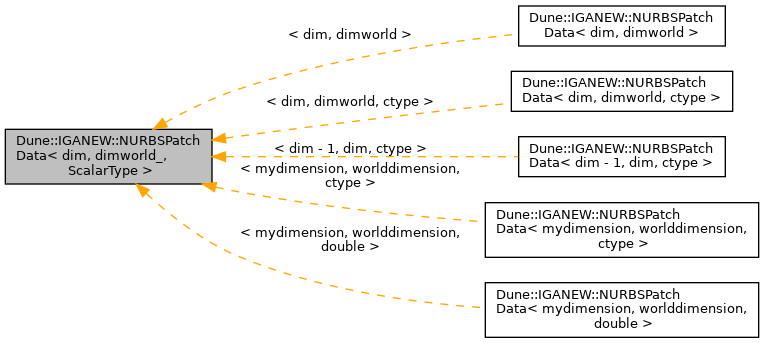 Dune::IGANEW::NURBSPatch
Data< dim, dimworld_,
ScalarType >
< dim, dimworld >
< dim, dimworld, ctype >
< dim - 1, dim, ctype >
< mydimension, worlddimension,
ctype >
< mydimension, worlddimension,
double >
Dune::IGANEW::NURBSPatch
Data< dim, dimworld >
Dune::IGANEW::NURBSPatch
Data< dim, dimworld, ctype >
Dune::IGANEW::NURBSPatch
Data< dim - 1, dim, ctype >
Dune::IGANEW::NURBSPatch
Data< mydimension, worlddimension,
ctype >
Dune::IGANEW::NURBSPatch
Data< mydimension, worlddimension,
double >